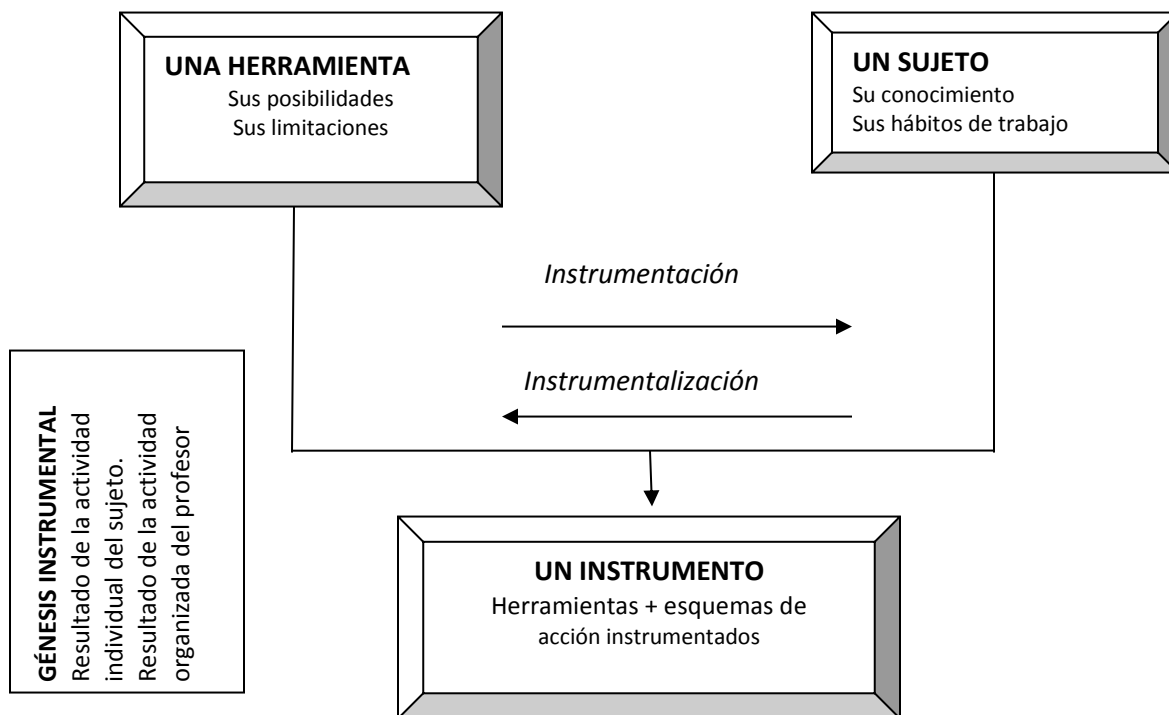 UNA HERRAMIENTA
Sus posibilidades
Sus limitaciones
UN SUJETO
Su conocimiento
Sus hábitos de trabajo
Instrumentación
Instrumentalización
GÉNESIS INSTRUMENTAL
Resultado de la actividad
individual del sujeto.
Resultado de la actividad
organizada del profesor
UN INSTRUMENTO
Herramientas + esquemas de
acción instrumentados